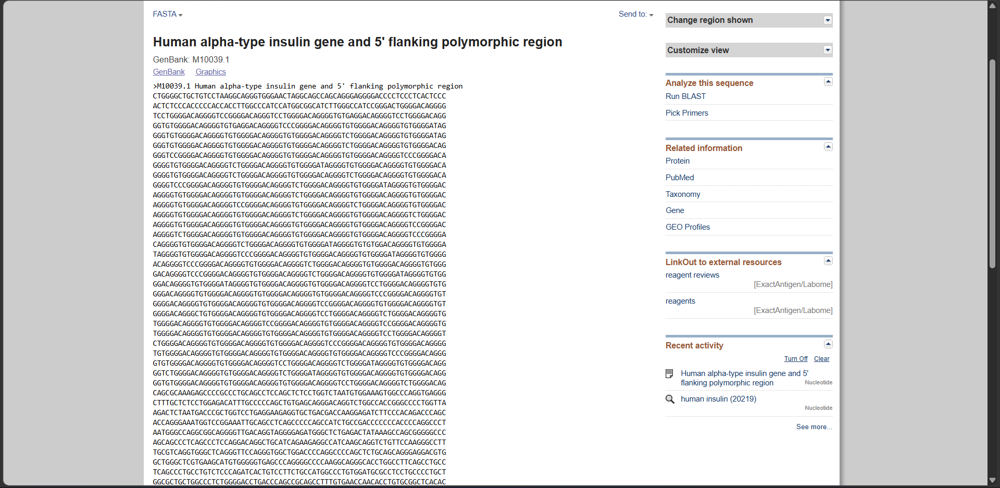 FASTA
Send to:
Human alpha-type insulin gene and 5' flanking polymorphic region
GenBank: M10039.1
GenBank Graphics
>M10039.1 Human alpha-type insulin gene and 5' flanking polymorphic region
CTGGGGCTGCTGTCCTAAGGCAGGGTGGGAACTAGGCAGCCAGCAGGGAGGGGACCCCTCCCTCACTCCC
ACTCTCCCACCCCCACCACCTTGGCCCATCCATGGCGGCATCTTGGGCCATCCGGGACTGGGGACAGGGG
TCCTGGGGACAGGGGTCCGGGGACAGGGTCCTGGGGACAGGGGTGTGAGGACAGGGGTCCTGGGGACAGG
GGTGTGGGGACAGGGGTGTGAGGACAGGGGTCCCGGGGACAGGGGTGTGGGGACAGGGGTGTGGGGATAG
GGGTGTGGGGACAGGGGTGTGGGGACAGGGGTGTGGGGACAGGGGTCTGGGGACAGGGGTGTGGGGATAG
GGGTGTGGGGACAGGGGTGTGGGGACAGGGGTGTGGGGACAGGGGTCTGGGGACAGGGGTGTGGGGACAG
GGGTCCGGGGACAGGGGTGTGGGGACAGGGGTGTGGGGACAGGGGTGTGGGGACAGGGGTCCCGGGGACA
GGGGTGTGGGGACAGGGGTCTGGGGACAGGGGTGTGGGGATAGGGGTGTGGGGACAGGGGTGTGGGGACA
GGGGTGTGGGGACAGGGGTCTGGGGACAGGGGTGTGGGGACAGGGGTCTGGGGACAGGGGTGTGGGGACA
GGGGTCCCGGGGACAGGGGTGTGGGGACAGGGGTCTGGGGACAGGGGTGTGGGGATAGGGGTGTGGGGAC
AGGGGTGTGGGGACAGGGGTGTGGGGACAGGGGTCTGGGGACAGGGGTGTGGGGACAGGGGTGTGGGGAC
AGGGGTGTGGGGACAGGGGTCCGGGGACAGGGGTGTGGGGACAGGGGTCTGGGGACAGGGGTGTGGGGAC
AGGGGTGTGGGGACAGGGGTGTGGGGACAGGGGTCTGGGGACAGGGGTGTGGGGACAGGGGTCTGGGGAC
AGGGGTGTGGGGACAGGGGTGTGGGGACAGGGGTGTGGGGACAGGGGTGTGGGGACAGGGGTCCGGGGAC
AGGGGTCTGGGGACAGGGGTGTGGGGACAGGGGTGTGGGGACAGGGGTGTGGGGACAGGGGTCCCGGGGA
CAGGGGTGTGGGGACAGGGGTCTGGGGACAGGGGTGTGGGGATAGGGGTGTGTGGACAGGGGTGTGGGGA
TAGGGGTGTGGGGACAGGGGTCCCGGGGACAGGGGTGTGGGGACAGGGGTGTGGGGATAGGGGTGTGGGG
ACAGGGGTCCCGGGGACAGGGGTGTGGGGACAGGGGTCTGGGGACAGGGGTGTGGGGACAGGGGTGTGGG
GACAGGGGTCCCGGGGACAGGGGTGTGGGGACAGGGGTCTGGGGACAGGGGTGTGGGGATAGGGGTGTGG
GGACAGGGGTGTGGGGATAGGGGTGTGGGGACAGGGGTGTGGGGACAGGGGTCCTGGGGACAGGGGTGTG
GGGACAGGGGTGTGGGGACAGGGGTGTGGGGACAGGGGTGTGGGGACAGGGGTCCCGGGGACAGGGGTGT
GGGGACAGGGGTGTGGGGACAGGGGTGTGGGGACAGGGGTCCGGGGACAGGGGTGTGGGGACAGGGGTGT
GGGGACAGGGCTGTGGGGACAGGGGTGTGGGGACAGGGGTCCTGGGGACAGGGGTCTGGGGACAGGGGTG
TGGGGACAGGGGTGTGGGGACAGGGGTCCGGGGACAGGGGTGTGGGGACAGGGGTCCGGGGACAGGGGTG
TGGGGACAGGGGTGTGGGGACAGGGGTGTGGGGACAGGGGTGTGGGGACAGGGGTCCTGGGGACAGGGGT
CTGGGGACAGGGGTGTGGGGACAGGGGTGTGGGGACAGGGGTCCCGGGGACAGGGGTGTGGGGACAGGGG
TGTGGGGACAGGGGTGTGGGGACAGGGGTGTGGGGACAGGGGTGTGGGGACAGGGGTCCCGGGGACAGGG
GTGTGGGGACAGGGGTGTGGGGACAGGGGTCCTGGGGACAGGGGTCTGGGGATAGGGGTGTGGGGACAGG
GGTCTGGGGACAGGGGTGTGGGGACAGGGGTCTGGGGATAGGGGTGTGGGGACAGGGGTGTGGGGACAGG
GGTGTGGGGACAGGGGTGTGGGGACAGGGGTGTGGGGACAGGGGTCCTGGGGACAGGGGTCTGGGGACAG
CAGCGCAAAGAGCCCCGCCCTGCAGCCTCCAGCTCTCCTGGTCTAATGTGGAAAGTGGCCCAGGTGAGGG
CTTTGCTCTCCTGGAGACATTTGCCCCCAGCTGTGAGCAGGGACAGGTCTGGCCACCGGGCCCCTGGTTA
AGACTCTAATGACCCGCTGGTCCTGAGGAAGAGGTGCTGACGACCAAGGAGATCTTCCCACAGACCCAGC
ACCAGGGAAATGGTCCGGAAATTGCAGCCTCAGCCCCCAGCCATCTGCCGACCCCCCCACCCCAGGCCCT
AATGGGCCAGGCGGCAGGGGTTGACAGGTAGGGGAGATGGGCTCTGAGACTATAAAGCCAGCGGGGGCCC
AGCAGCCCTCAGCCCTCCAGGACAGGCTGCATCAGAAGAGGCCATCAAGCAGGTCTGTTCCAAGGGCCTT
TGCGTCAGGTGGGCTCAGGGTTCCAGGGTGGCTGGACCCCAGGCCCCAGCTCTGCAGCAGGGAGGACGTG
GCTGGGCTCGTGAAGCATGTGGGGGTGAGCCCAGGGGCCCCAAGGCAGGGCACCTGGCCTTCAGCCTGCC
TCAGCCCTGCCTGTCTCCCAGATCACTGTCCTTCTGCCATGGCCCTGTGGATGCGCCTCCTGCCCCTGCT
GGCGCTGCTGGCCCTCTGGGGACCTGACCCAGCCGCAGCCTTTGTGAACCAACACCTGTGCGGCTCACAC
Change region shown
Customize view
Analyze this sequence
Run BLAST
Pick Primers
Related information
Protein
PubMed
Taxonomy
Gene
GEO Profiles
LinkOut to external resources
reagent reviews
[ExactAntigen/Labome]
reagents
[ExactAntigen/Labome]
Recent activity
Turn Off Clear
Human alpha-type insulin gene and 5'
flanking polymorphic region
Nucleotide
human insulin (20219)
Nucleotide
See more...